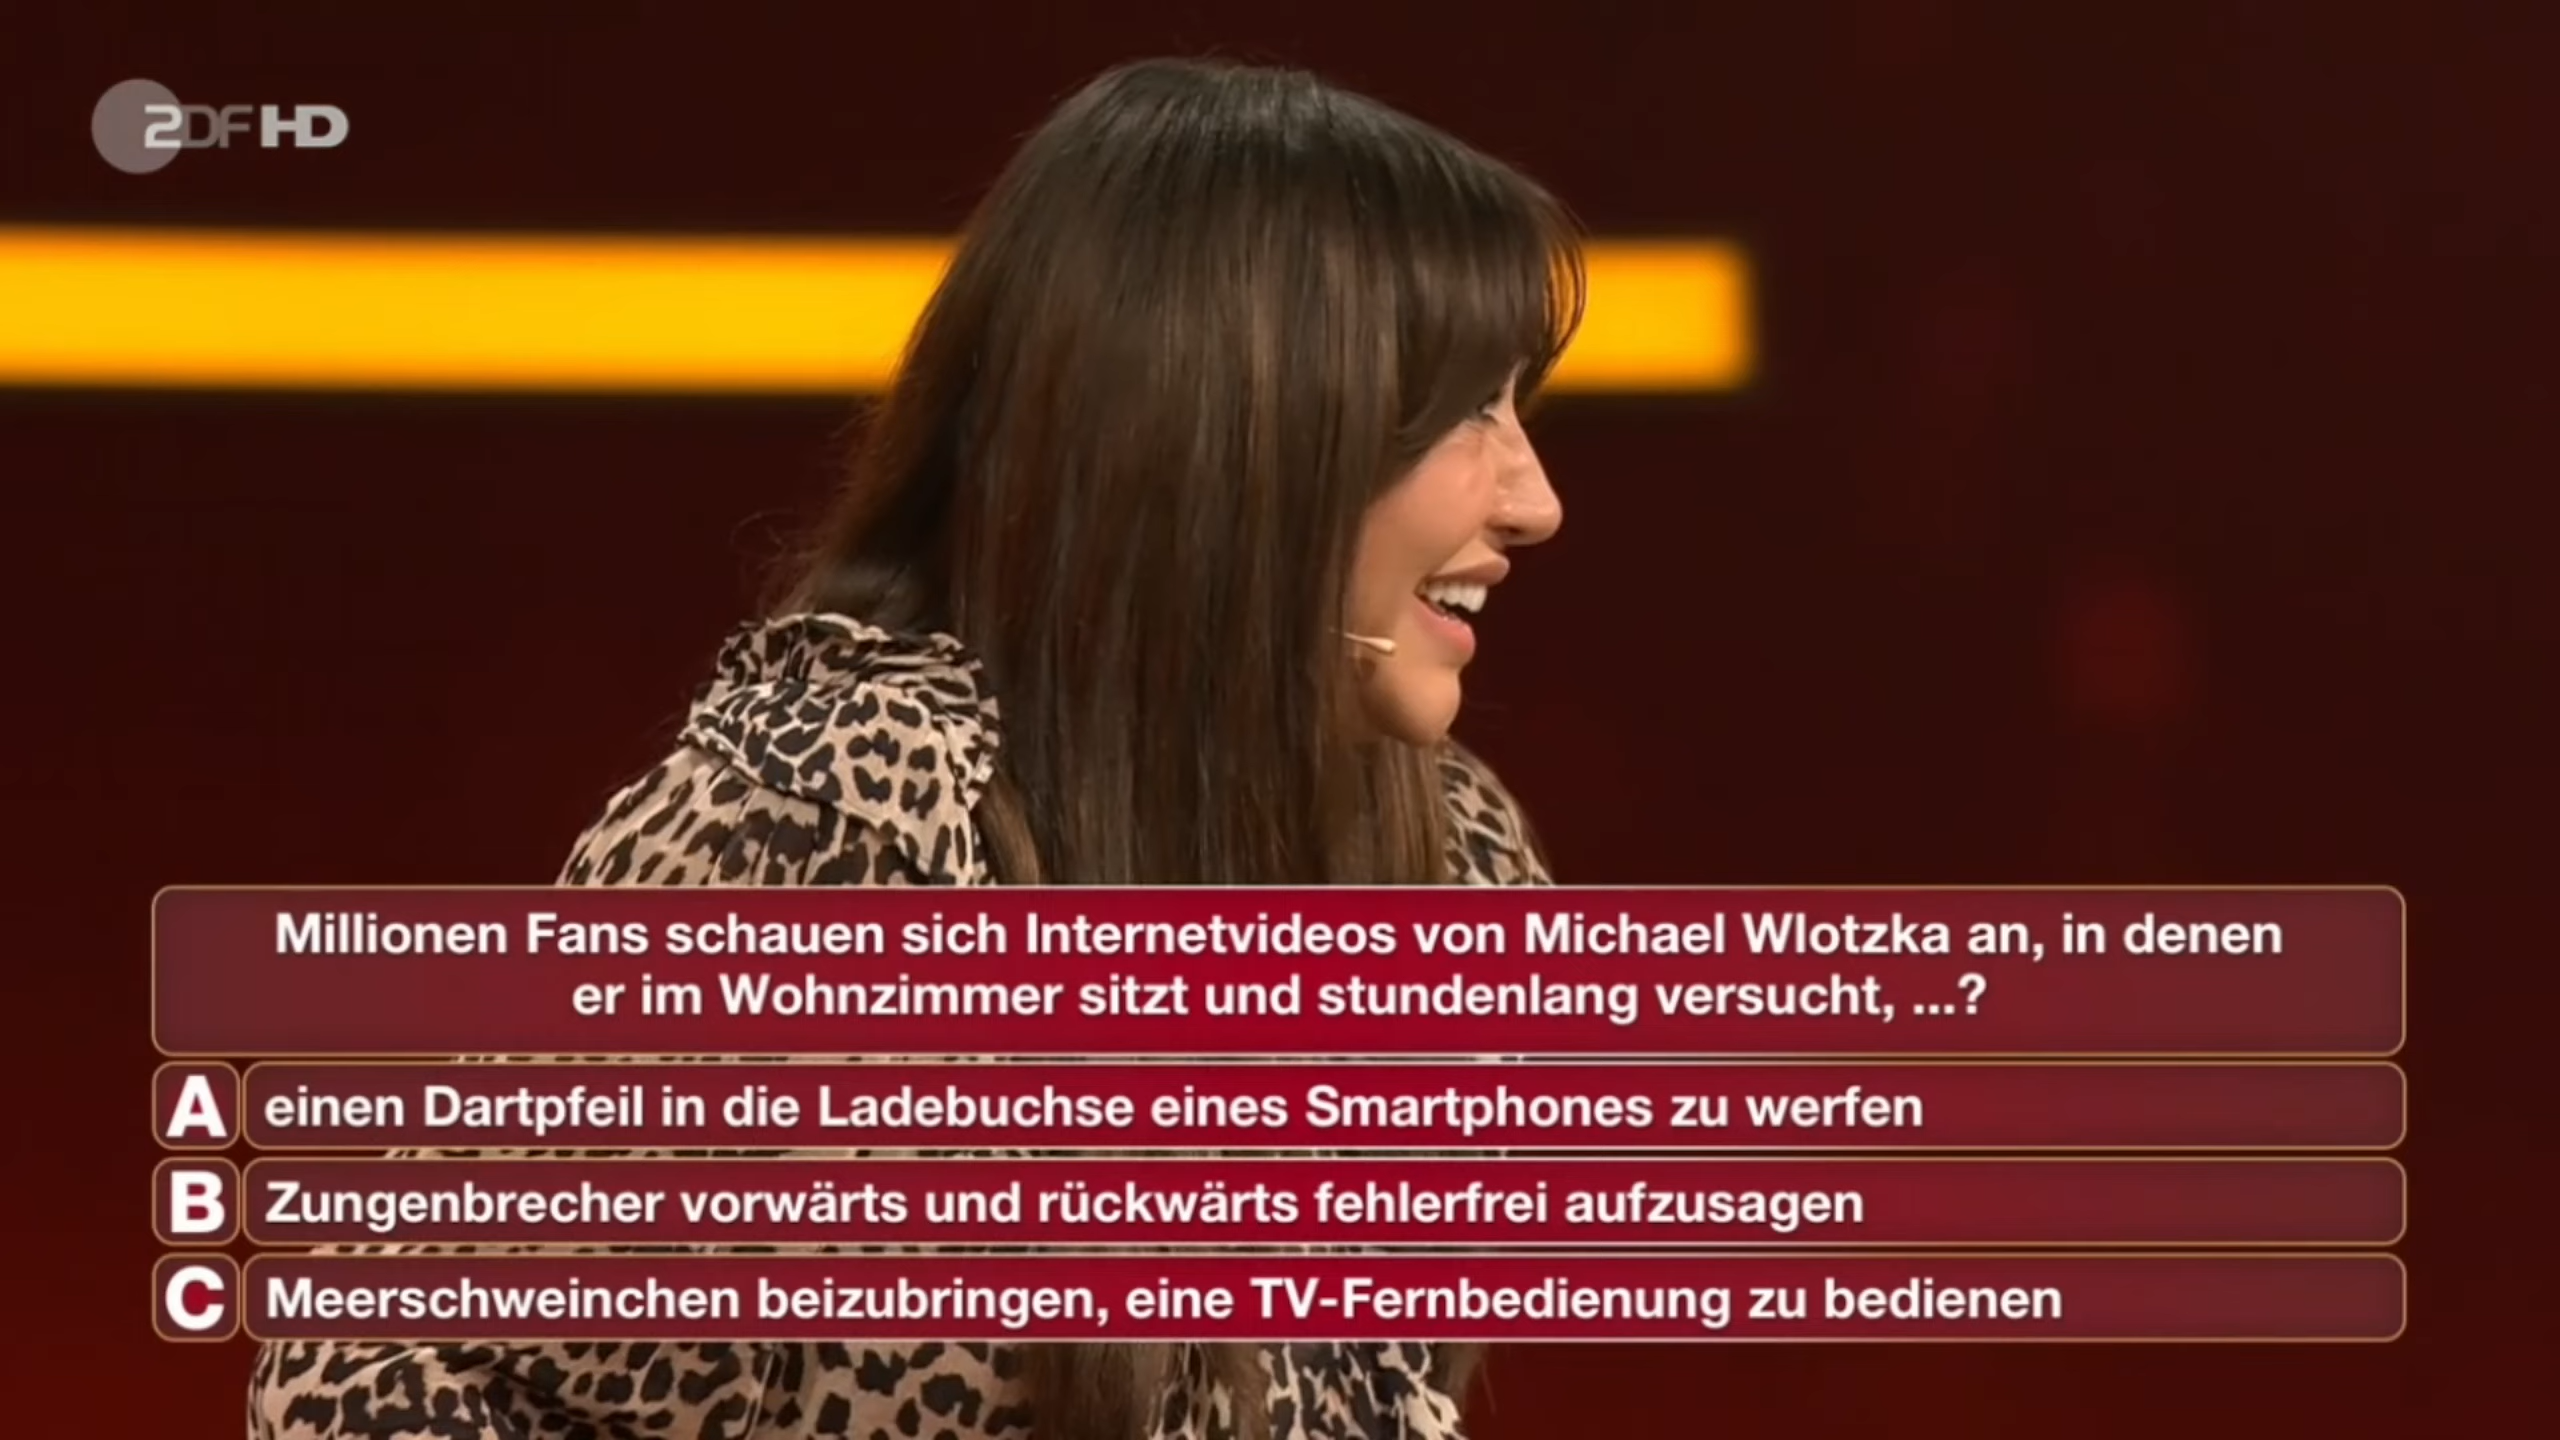 ZDF HD
Millionen Fans schauen sich Internetvideos von Michael Wlotzka an, in denen
er im Wohnzimmer sitzt und stundenlang versucht, ...?
A einen Dartpfeil in die Ladebuchse eines Smartphones zu werfen
B Zungenbrecher vorwärts und rückwärts fehlerfrei aufzusagen
C Meerschweinchen beizubringen, eine TV-Fernbedienung zu bedienen